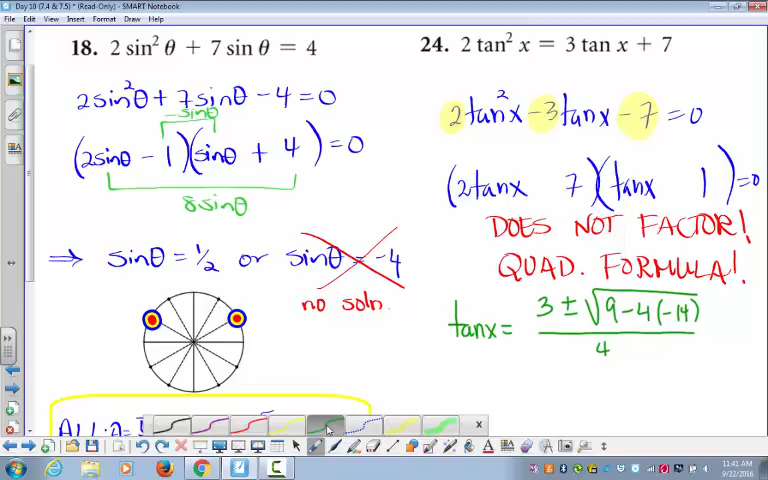 Day 10 (7.4 & 7.5) * (Read-Only) - SMART Notebook
File Edit View Insert Format Draw Help
18. 2 sin² θ + 7 sin θ = 4
2sin²θ + 7sinθ - 4 = 0
-sinθ
(2sinθ - 1)(sinθ + 4) = 0
8sinθ
⇒ sinθ = 1/2 or sinθ = -4
no soln.
24. 2 tan² x = 3 tan x + 7
2tan²x - 3tanx - 7 = 0
(2tanx 7)(tanx 1) = 0
DOES NOT FACTOR!
QUAD. FORMULA!
tanx = 3 ± √9 - 4(-14)
4
11:41 AM
9/22/2016